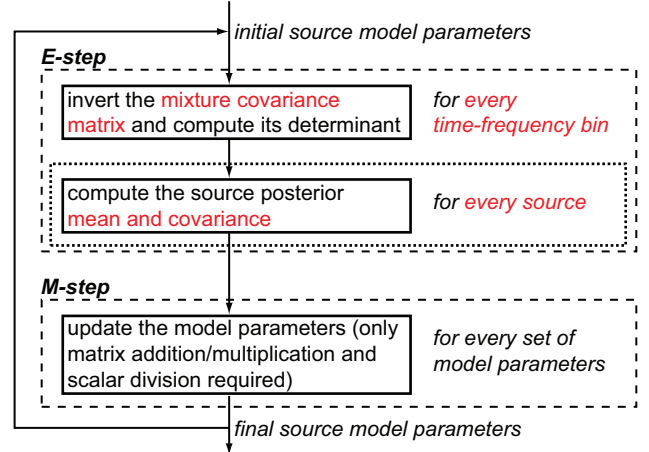 initial source model parameters
E-step
invert the mixture covariance
matrix and compute its determinant
for every
time-frequency bin
compute the source posterior
mean and covariance
for every source
M-step
update the model parameters (only
matrix addition/multiplication and
scalar division required)
for every set of
model parameters
final source model parameters